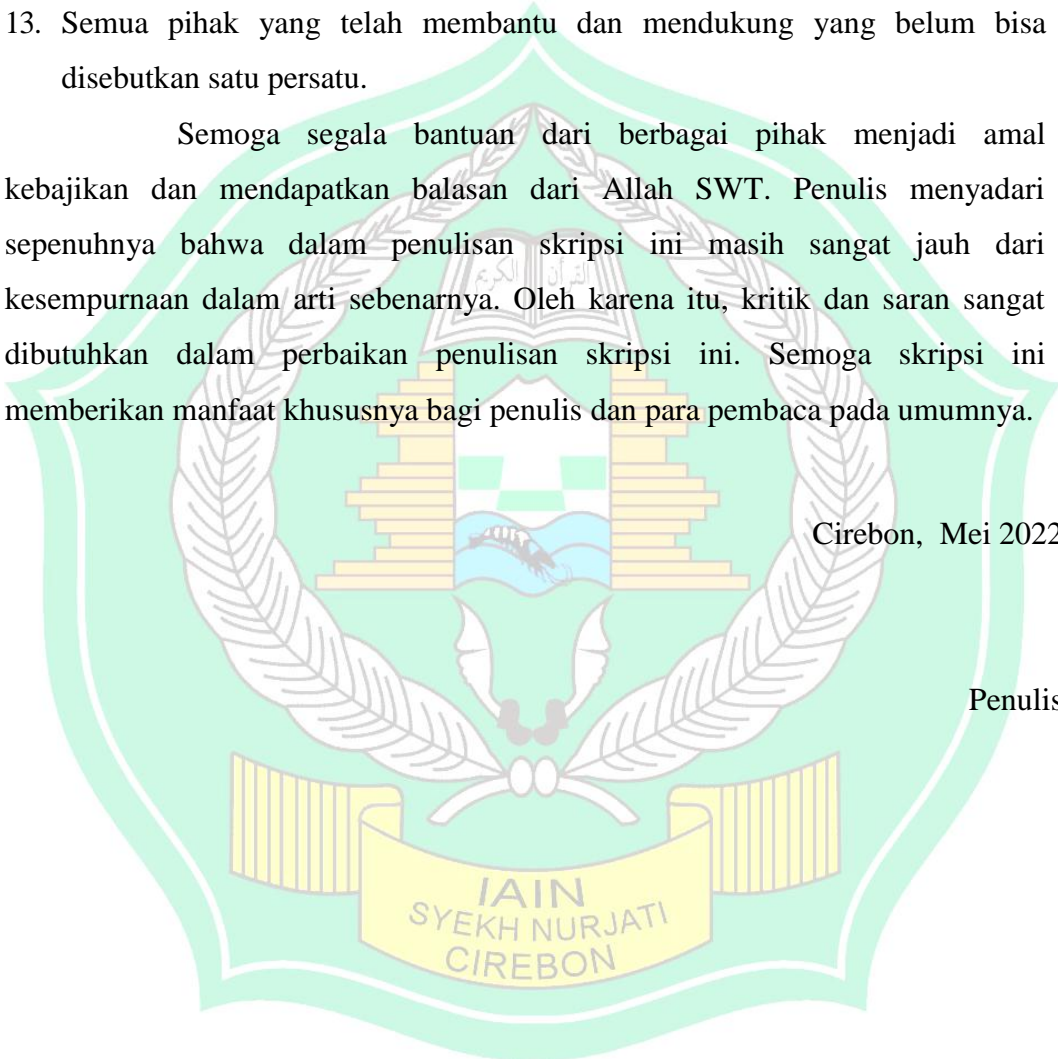 13. Semua pihak yang telah membantu dan mendukung yang belum bisa
disebutkan satu persatu.
Semoga segala bantuan dari berbagai pihak menjadi amal
kebajikan dan mendapatkan balasan dari Allah SWT. Penulis menyadari
sepenuhnya bahwa dalam penulisan skripsi ini masih sangat jauh dari
kesempurnaan dalam arti sebenarnya. Oleh karena itu, kritik dan saran sangat
dibutuhkan dalam perbaikan penulisan skripsi ini. Semoga skripsi ini
memberikan manfaat khususnya bagi penulis dan para pembaca pada umumnya.
Cirebon, Mei 2022
Penulis
القرآن الكريم
IAIN
SYEKH NURJATI
CIREBON